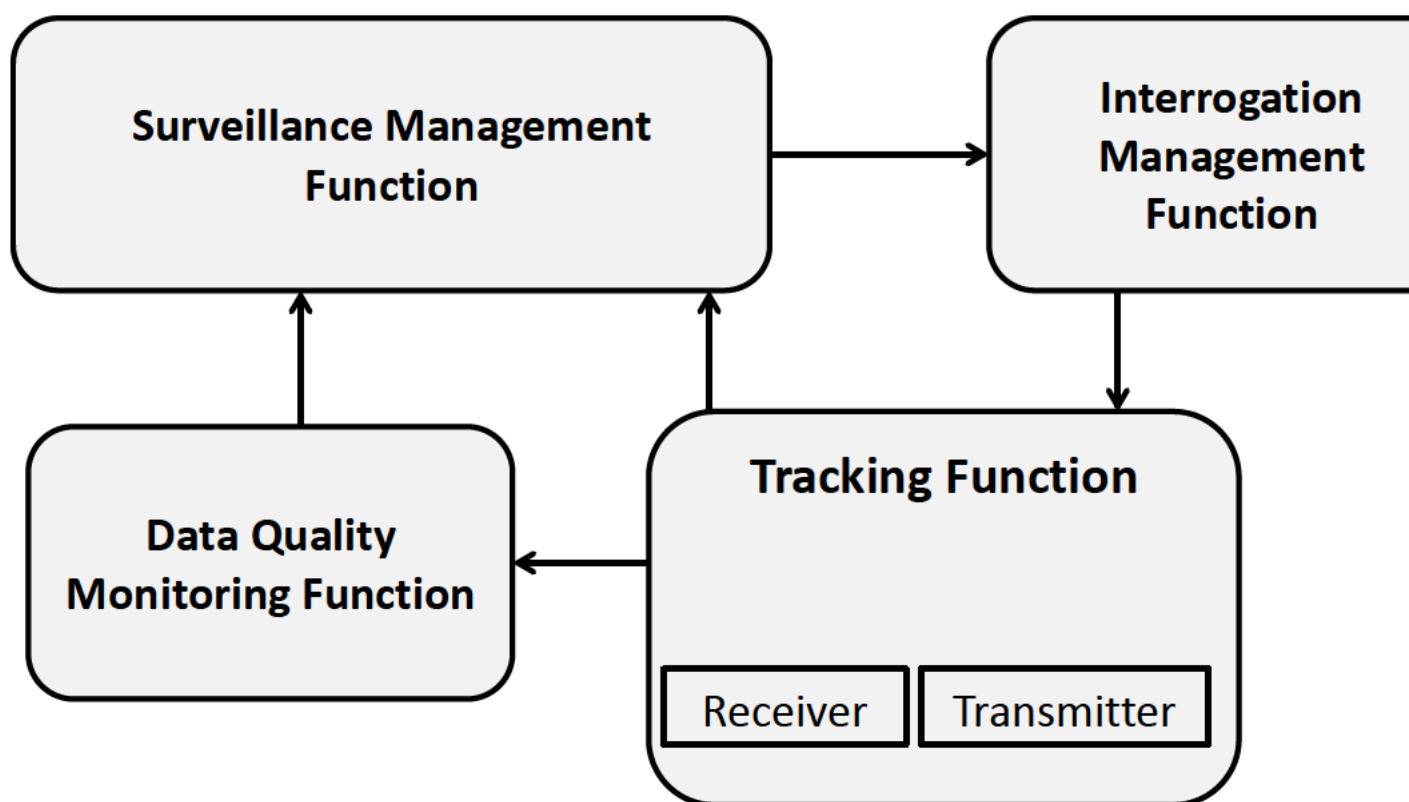 Surveillance Management
Function
Interrogation
Management
Function
Data Quality
Monitoring Function
Tracking Function
Receiver
Transmitter